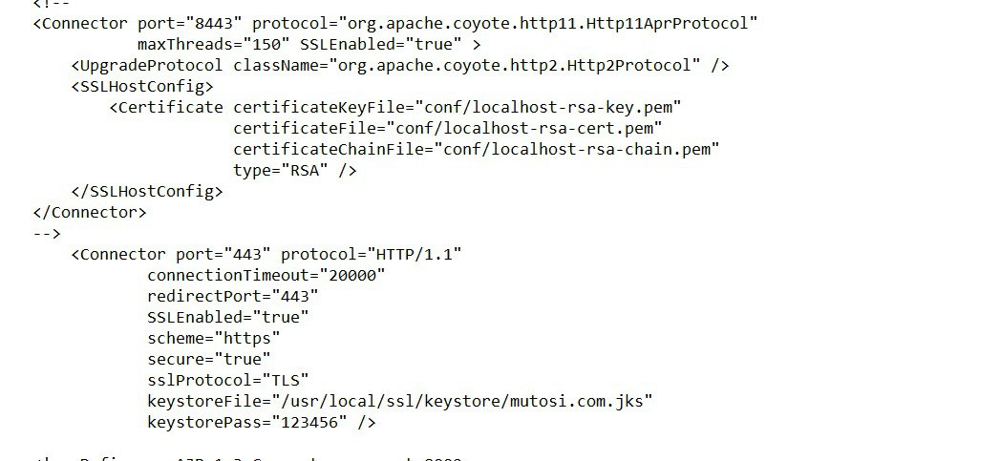 <!--
<Connector port="8443" protocol="org.apache.coyote.http11.Http11AprProtocol"
maxThreads="150" SSLEnabled="true" >
<UpgradeProtocol className="org.apache.coyote.http2.Http2Protocol" />
<SSLHostConfig>
<Certificate certificateKeyFile="conf/localhost-rsa-key.pem"
certificateFile="conf/localhost-rsa-cert.pem"
certificateChainFile="conf/localhost-rsa-chain.pem"
type="RSA" />
</SSLHostConfig>
</Connector>
-->
<Connector port="443" protocol="HTTP/1.1"
connectionTimeout="20000"
redirectPort="443"
SSLEnabled="true"
scheme="https"
secure="true"
sslProtocol="TLS"
keystoreFile="/usr/local/ssl/keystore/mutosi.com.jks"
keystorePass="123456" />